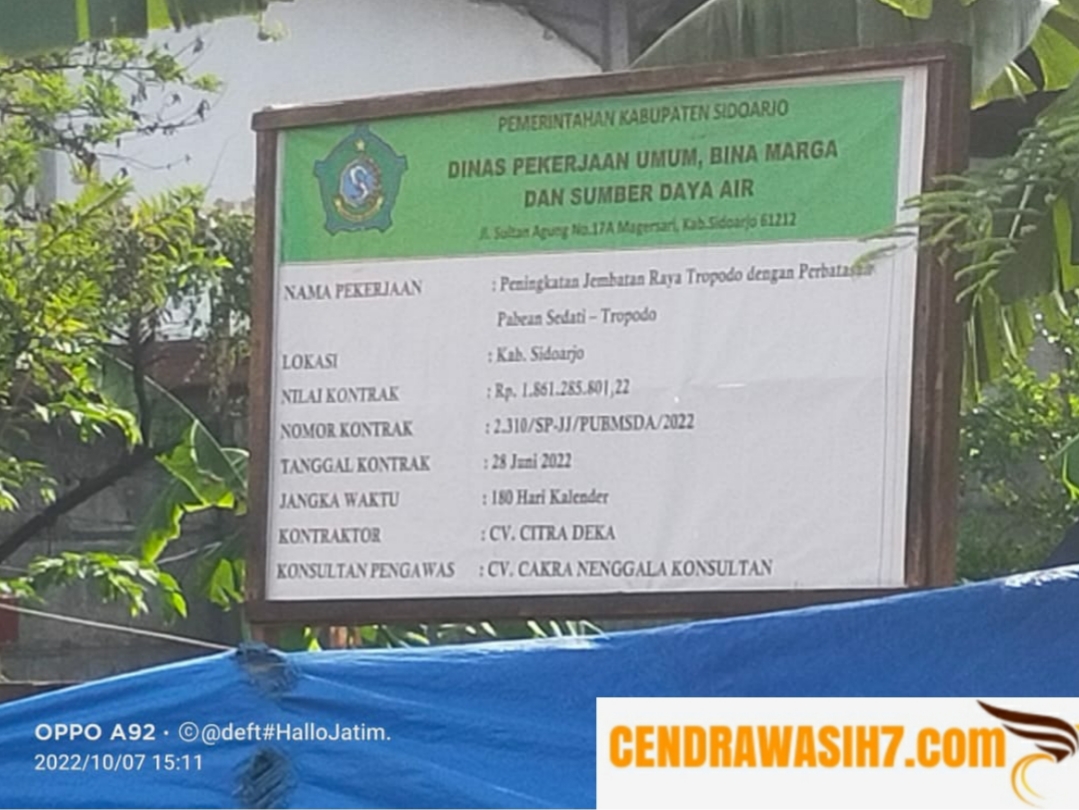 PEMERINTAHAN KABUPATEN SIDOARJO
DINAS PEKERJAAN UMUM, BINA MARGA
DAN SUMBER DAYA AIR
Jl. Sultan Agung No.17A Magersari, Kab.Sidoarjo 61212
NAMA PEKERJAAN : Peningkatan Jembatan Raya Tropodo dengan Perbatasan
Pabean Sedati – Tropodo
LOKASI : Kab. Sidoarjo
NILAI KONTRAK : Rp. 1.861.285.801,22
NOMOR KONTRAK : 2.310/SP-JJ/PUBMSDA/2022
TANGGAL KONTRAK : 28 Juni 2022
JANGKA WAKTU : 180 Hari Kalender
KONTRAKTOR : CV. CITRA DEKA
KONSULTAN PENGAWAS : CV. CAKRA NENGGALA KONSULTAN
OPPO A92 · ©@deft#HalloJatim.
2022/10/07 15:11
CENDRAWASIH7.com